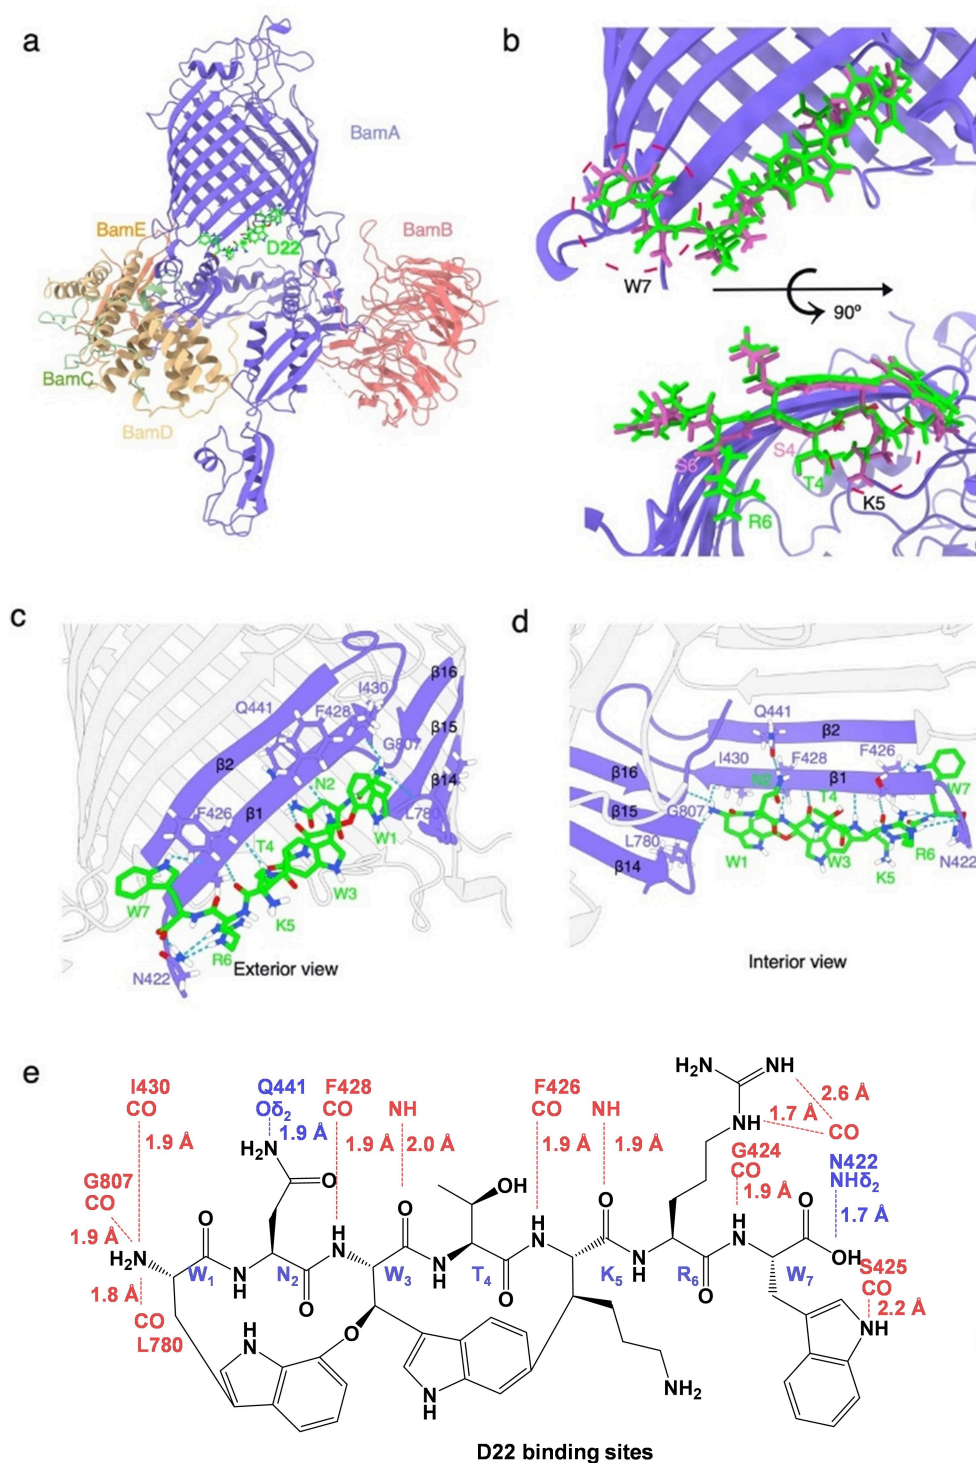 a
BamA
BamE
D22
BamB
BamC
BamD
b
W7
90º
S6
S4
T4
R6
K5
c
I430
β16
Q441
F428
β15
G807
β2
N2
β14
F426
β1
L780
T4
W1
W3
W7
K5
R6
N422
Exterior view
d
Q441
β2
I430
F428
F426
β16
N2
β1
W7
G807
T4
β15
L780
β14
W1
W3
R6
K5
N422
Interior view
e
I430
CO
1.9 Å
Q441
Oδ₂
1.9 Å
F428
CO
1.9 Å
NH
2.0 Å
F426
CO
1.9 Å
NH
1.9 Å
H₂N
NH
2.6 Å
1.7 Å
NH
CO
G424
CO
1.9 Å
N422
NHδ₂
1.7 Å
G807
CO
1.9 Å
H₂N
O
OH
O
H
N
O
H
N
O
O
H₂N
1.8 Å
CO
L780
W₁
N
H
N₂
O
W₃
N
H
T₄
O
K₅
N
H
R₆
O
W₇
OH
S425
CO
2.2 Å
H
N
O
N
H
NH₂
NH
D22 binding sites